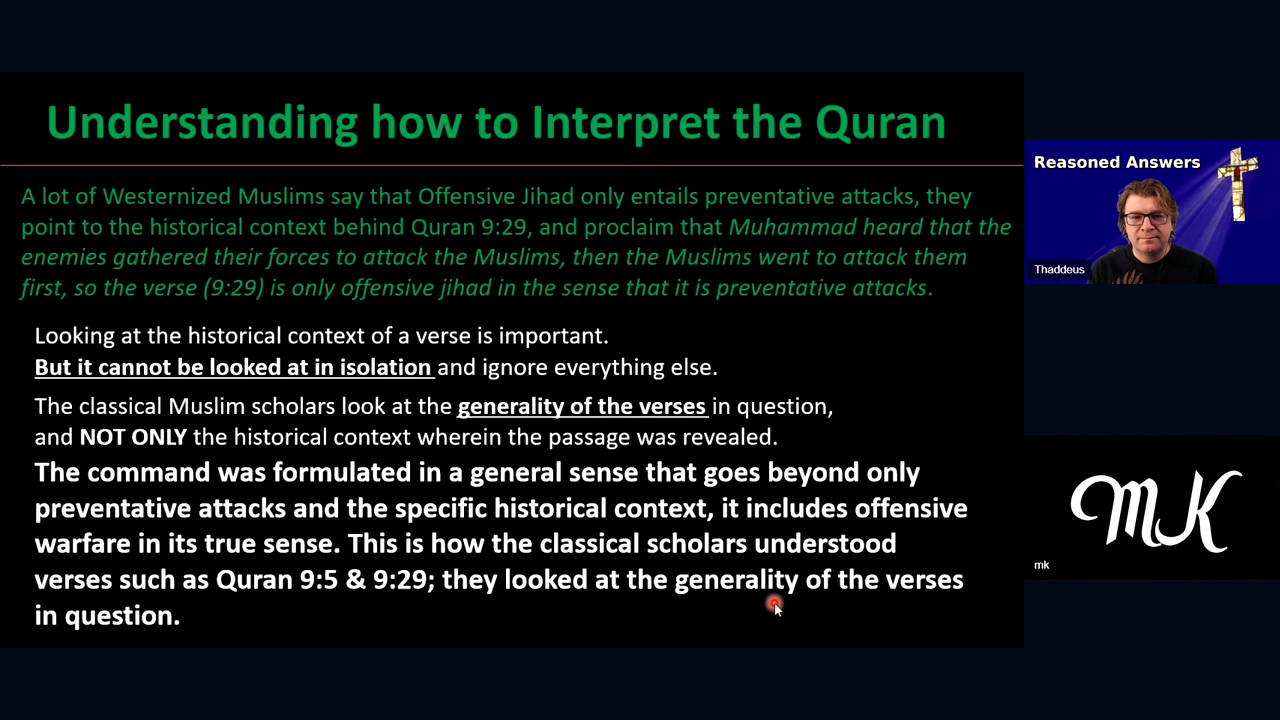 Understanding how to Interpret the Quran
A lot of Westernized Muslims say that Offensive Jihad only entails preventative attacks, they
point to the historical context behind Quran 9:29, and proclaim that Muhammad heard that the
enemies gathered their forces to attack the Muslims, then the Muslims went to attack them
first, so the verse (9:29) is only offensive jihad in the sense that it is preventative attacks.
Looking at the historical context of a verse is important.
But it cannot be looked at in isolation and ignore everything else.
The classical Muslim scholars look at the generality of the verses in question,
and NOT ONLY the historical context wherein the passage was revealed.
The command was formulated in a general sense that goes beyond only
preventative attacks and the specific historical context, it includes offensive
warfare in its true sense. This is how the classical scholars understood
verses such as Quran 9:5 & 9:29; they looked at the generality of the verses
in question.
Reasoned Answers
Thaddeus
MK
mk